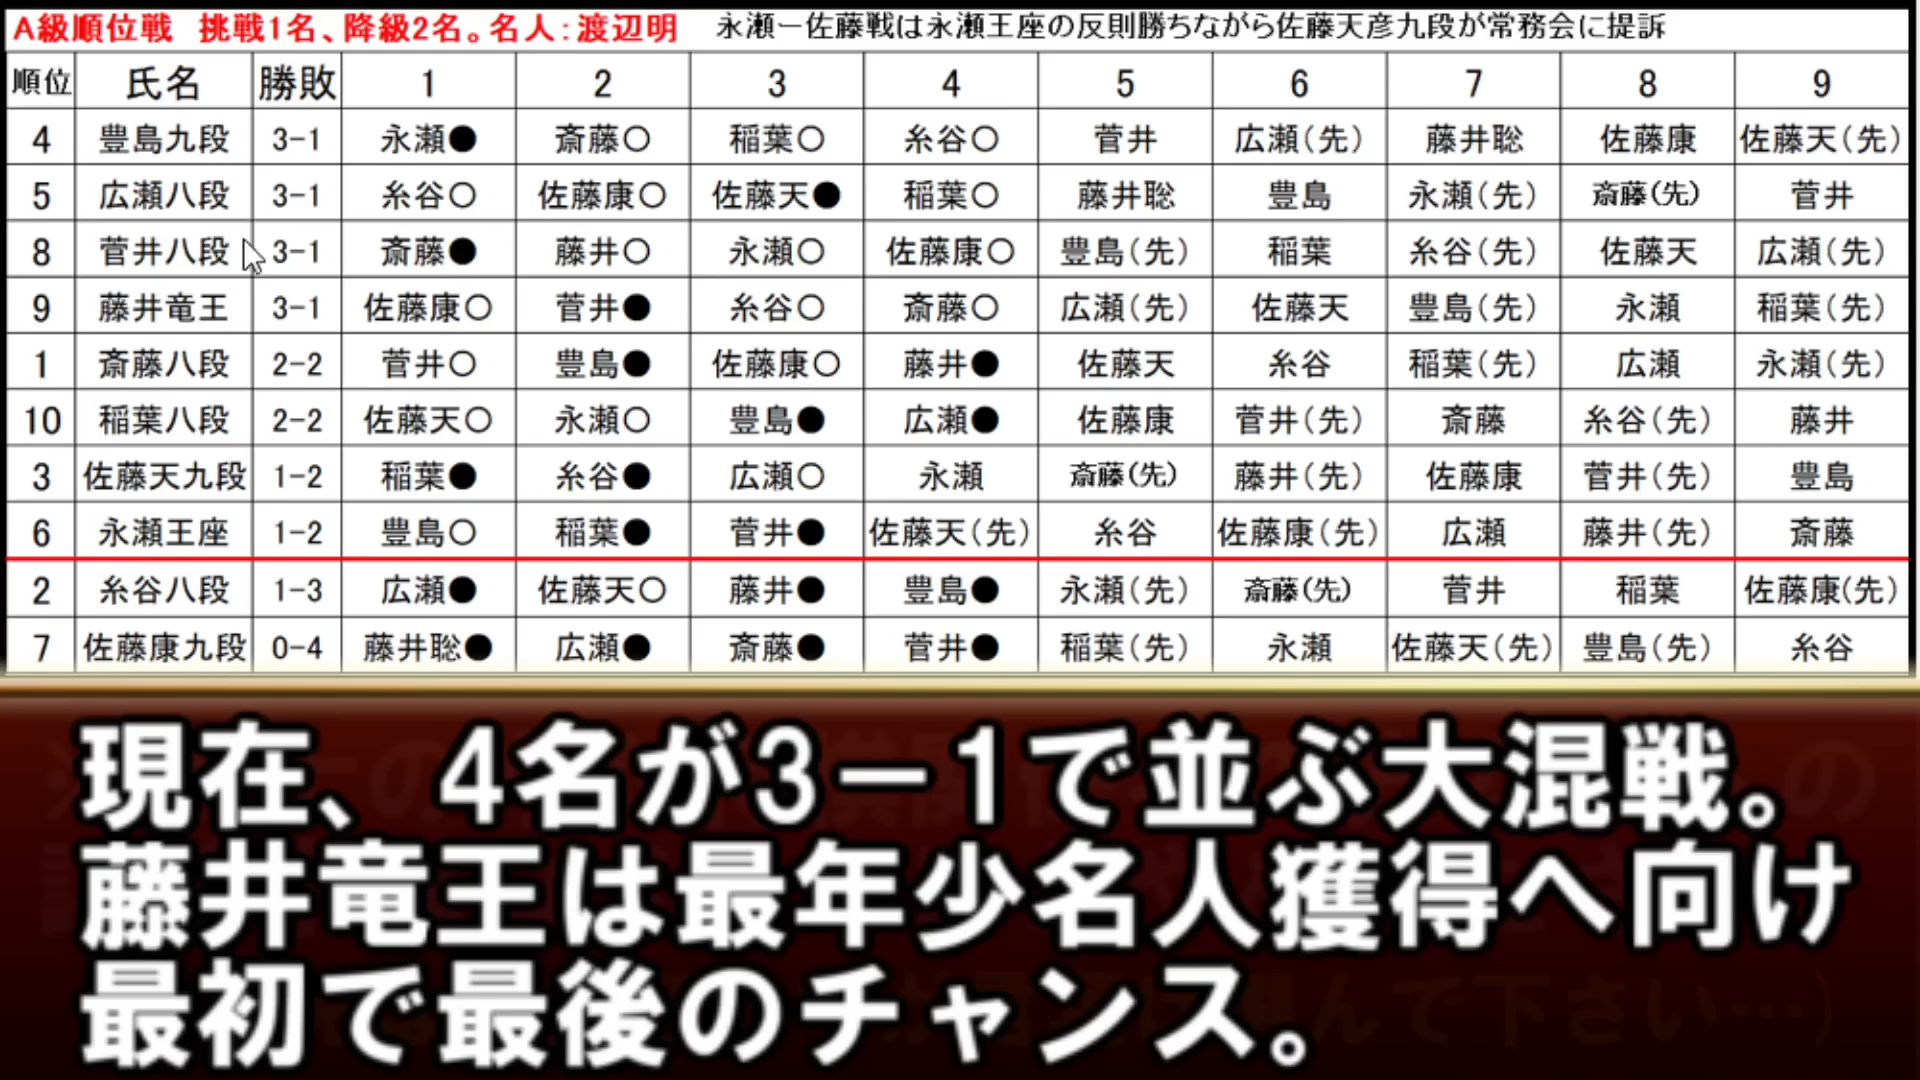 A級順位戦 挑戦1名、降級2名。名人：渡辺明 永瀬ー佐藤戦は永瀬王座の反則勝ちながら佐藤天彦九段が常務会に提訴
順位 氏名 勝敗 1 2 3 4 5 6 7 8 9
4 豊島九段 3-1 永瀬● 斎藤○ 稲葉○ 糸谷○ 菅井 広瀬(先) 藤井聡 佐藤康 佐藤天(先)
5 広瀬八段 3-1 糸谷○ 佐藤康○ 佐藤天● 稲葉○ 藤井聡 豊島 永瀬(先) 斎藤(先) 菅井
8 菅井八段 3-1 斎藤● 藤井○ 永瀬○ 佐藤康○ 豊島(先) 稲葉 糸谷(先) 佐藤天 広瀬(先)
9 藤井竜王 3-1 佐藤康○ 菅井● 糸谷○ 斎藤○ 広瀬(先) 佐藤天 豊島(先) 永瀬 稲葉(先)
1 斎藤八段 2-2 菅井○ 豊島● 佐藤康○ 藤井● 佐藤天 糸谷 稲葉(先) 広瀬 永瀬(先)
10 稲葉八段 2-2 佐藤天○ 永瀬○ 豊島● 広瀬● 佐藤康 菅井(先) 斎藤 糸谷(先) 藤井
3 佐藤天九段 1-2 稲葉● 糸谷● 広瀬○ 永瀬 斎藤(先) 藤井(先) 佐藤康 菅井(先) 豊島
6 永瀬王座 1-2 豊島○ 稲葉● 菅井● 佐藤天(先) 糸谷 佐藤康(先) 広瀬 藤井(先) 斎藤
2 糸谷八段 1-3 広瀬● 佐藤天○ 藤井● 豊島● 永瀬(先) 斎藤(先) 菅井 稲葉 佐藤康(先)
7 佐藤康九段 0-4 藤井聡● 広瀬● 斎藤● 菅井● 稲葉(先) 永瀬 佐藤天(先) 豊島(先) 糸谷
現在、4名が3－1で並ぶ大混戦。
藤井竜王は最年少名人獲得へ向け
最初で最後のチャンス。